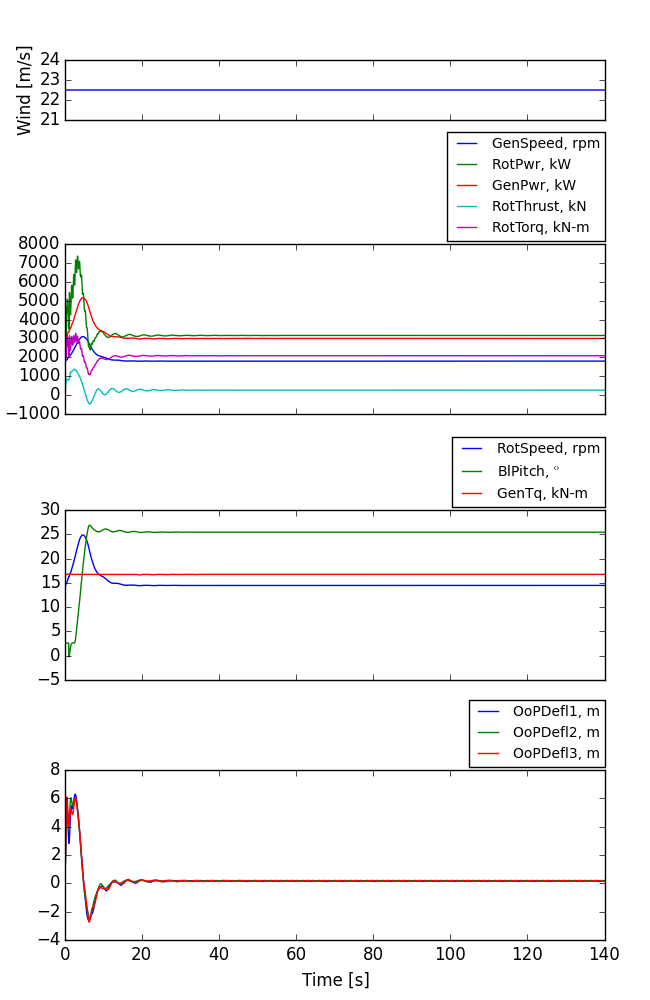 24
23
22
21
Wind [m/s]
GenSpeed, rpm
RotPwr, kW
GenPwr, kW
RotThrust, kN
RotTorq, kN-m
8000
7000
6000
5000
4000
3000
2000
1000
0
−1000
RotSpeed, rpm
BlPitch, °
GenTq, kN-m
30
25
20
15
10
5
0
−5
OoPDefl1, m
OoPDefl2, m
OoPDefl3, m
8
6
4
2
0
−2
−4
0 20 40 60 80 100 120 140
Time [s]